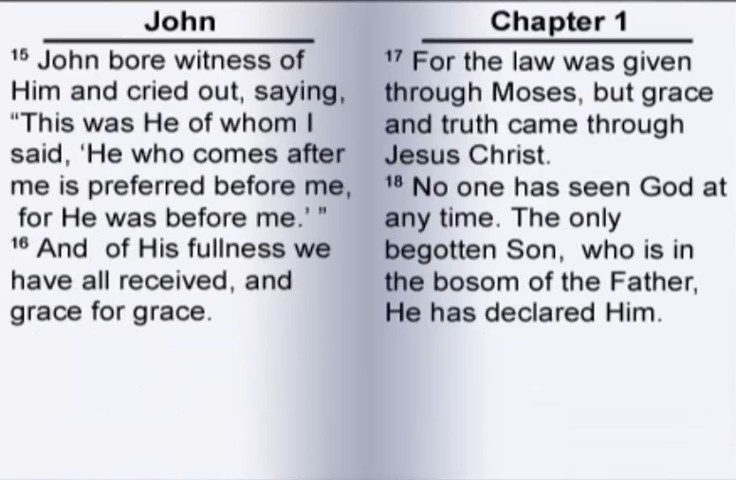 John
15 John bore witness of
Him and cried out, saying,
“This was He of whom I
said, ‘He who comes after
me is preferred before me,
for He was before me.’ ”
16 And of His fullness we
have all received, and
grace for grace.
Chapter 1
17 For the law was given
through Moses, but grace
and truth came through
Jesus Christ.
18 No one has seen God at
any time. The only
begotten Son, who is in
the bosom of the Father,
He has declared Him.